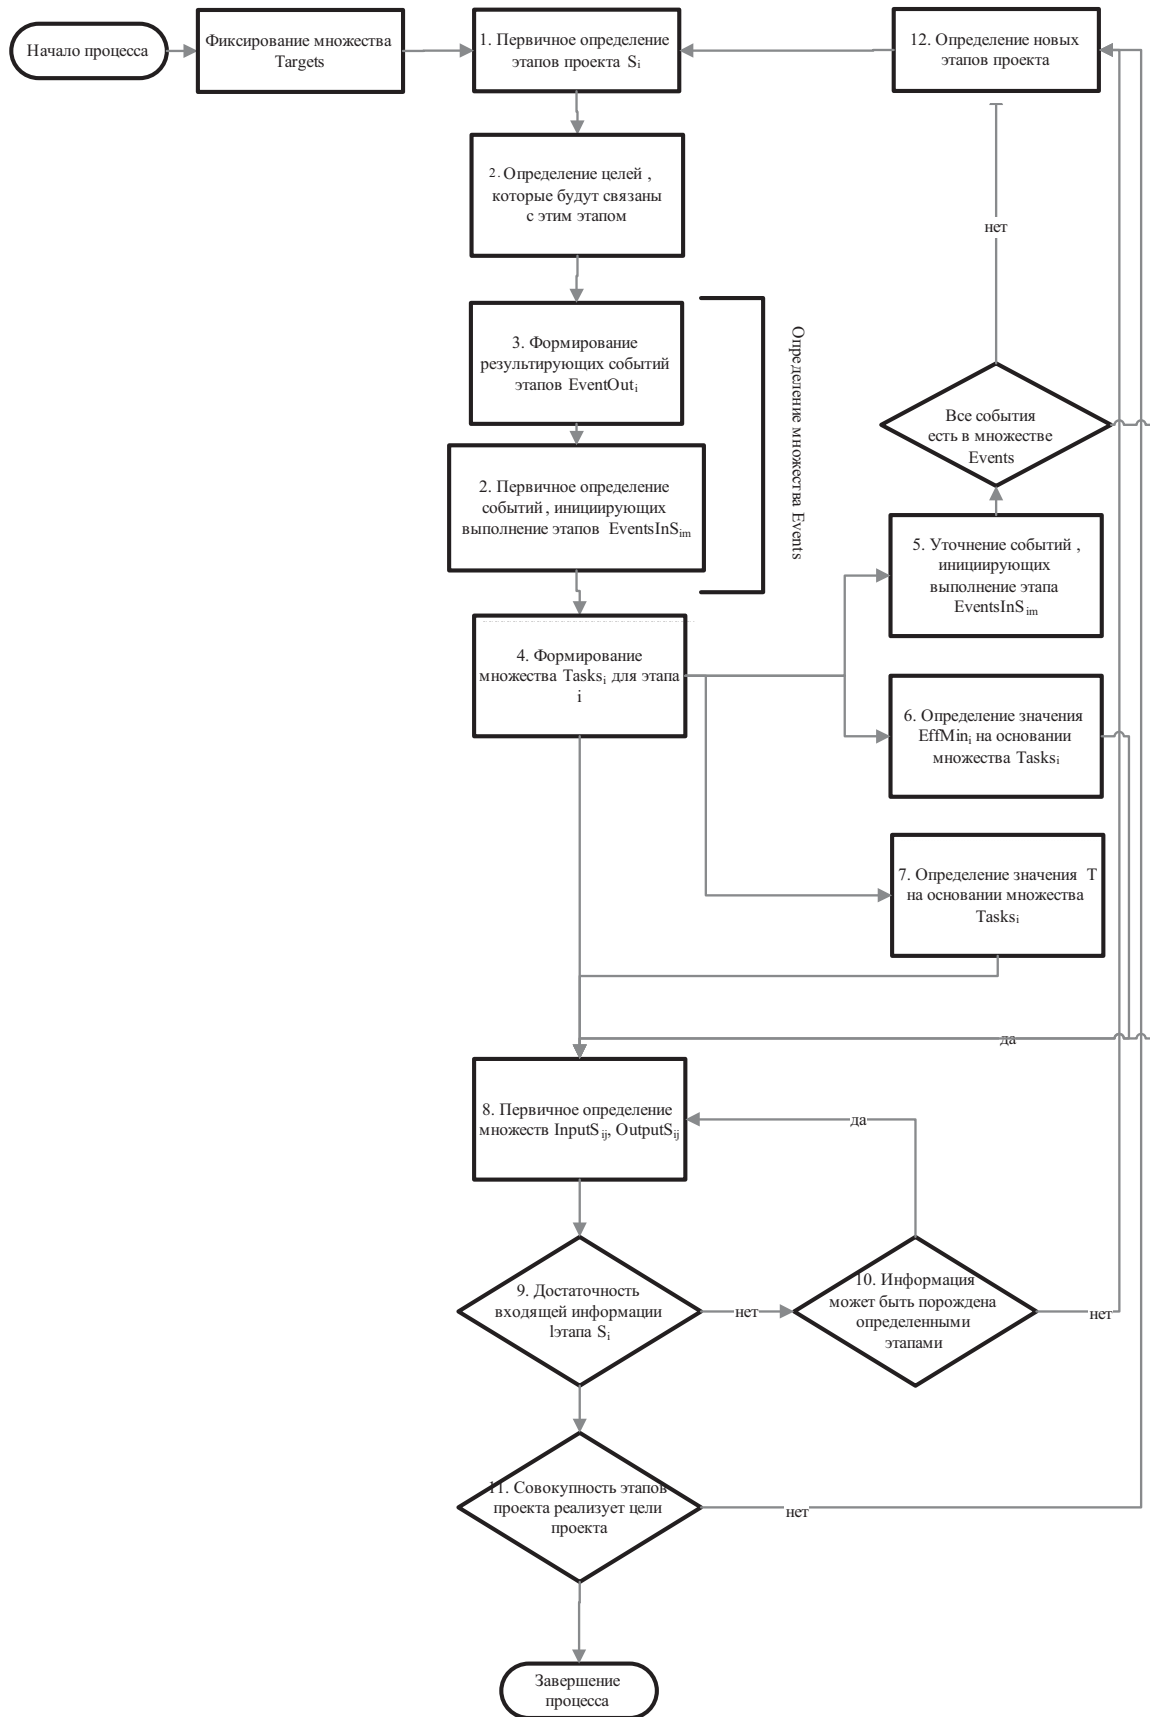 Начало процесса
Фиксирование множества
Targets
1. Первичное определение
этапов проекта Si
12. Определение новых
этапов проекта
2. Определение целей ,
которые будут связаны
с этим этапом
нет
3. Формирование
результирующих событий
этапов EventOuti
Определение множества Events
Все события
есть в множестве
Events
2. Первичное определение
событий , инициирующих
выполнение этапов EventsInSim
5. Уточнение событий ,
инициирующих
выполнение этапа
EventsInSim
4. Формирование
множества Tasksi для этапа
i
6. Определение значения
EffMini на основании
множества Tasksi
7. Определение значения T
на основании множества
Tasksi
да
8. Первичное определение
множеств InputSij, OutputSij
да
9. Достаточность
входящей информации
lэтапа Si
нет
10. Информация
может быть порождена
определенными
этапами
нет
11. Совокупность этапов
проекта реализует цели
проекта
нет
Завершение
процесса